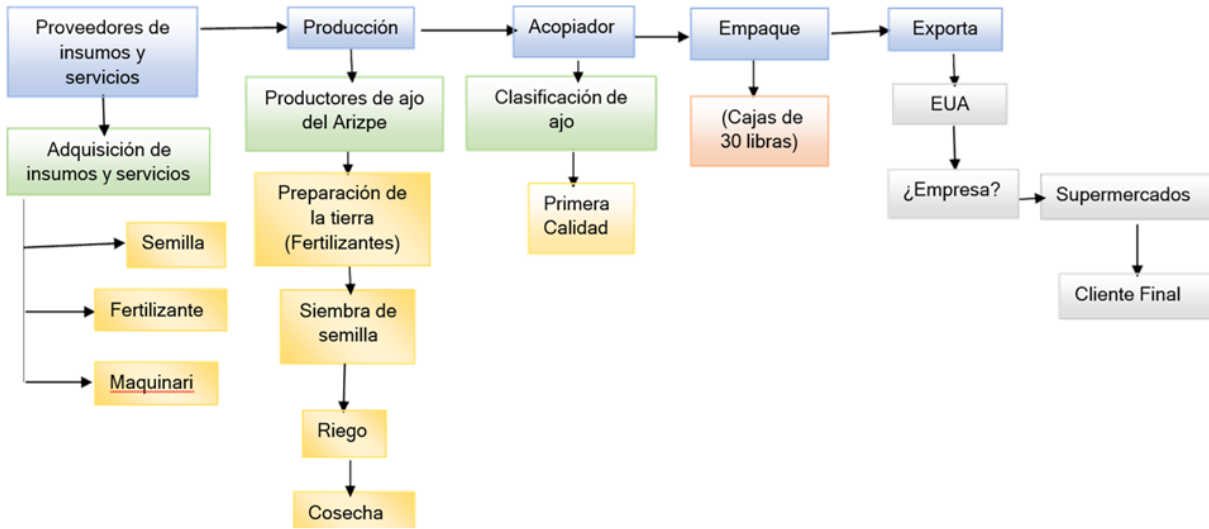 Proveedores de
insumos y
servicios
Producción
Acopiador
Empaque
Exporta
Adquisición de
insumos y servicios
Semilla
Fertilizante
Maquinari
Productores de ajo
del Arizpe
Preparación de
la tierra
(Fertilizantes)
Siembra de
semilla
Riego
Cosecha
Clasificación de
ajo
Primera
Calidad
(Cajas de
30 libras)
EUA
¿Empresa?
Supermercados
Cliente Final